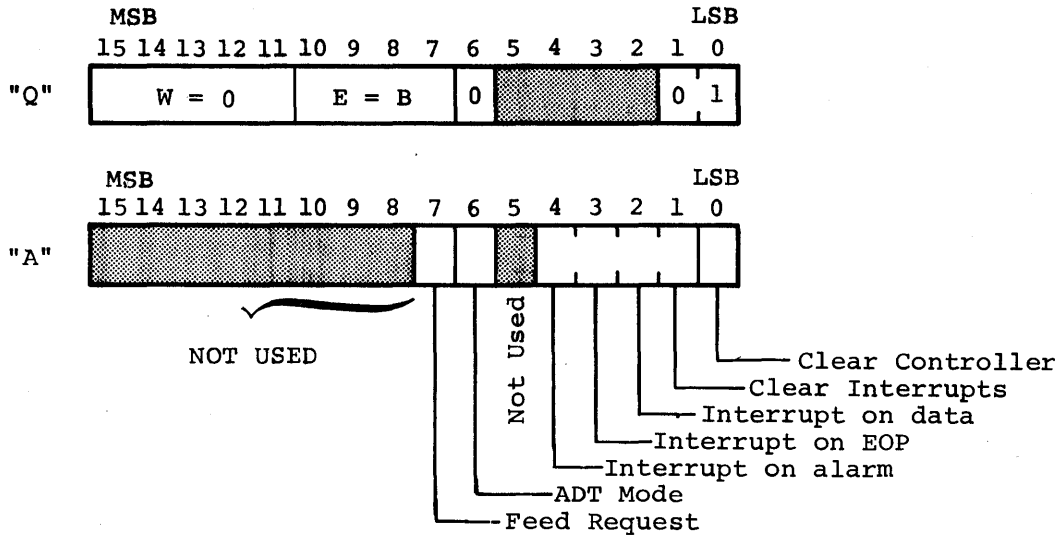 MSB LSB
15 14 13 12 11 10 9 8 7 6 5 4 3 2 1 0
"Q" W = 0 E = B 0 0 1
MSB LSB
15 14 13 12 11 10 9 8 7 6 5 4 3 2 1 0
"A"
NOT USED
Not Used
Clear Controller
Clear Interrupts
Interrupt on data
Interrupt on EOP
Interrupt on alarm
ADT Mode
Feed Request